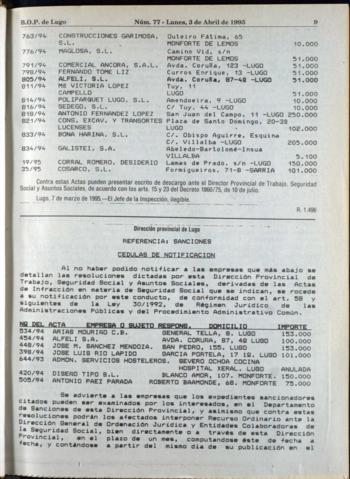 B.O.P. de Lugo Núm. 77 - Lunes, 3 de Abril de 1995 9
763/94 CONSTRUCCIONES GARIMOSA, Outeiro Fátima, 65
S.L. MONFORTE DE LEMOS 10.000
776/94 MAGLOSA, S.L. Camino Vid, s/n
MONFORTE DE LEMOS 51.000
791/94 COMERCIAL ANCORA, S.A.L. Avda. Coruña, 123 -LUGO 51.000
798/94 FERNANDO TOME LIZ Curros Enrique, 13 -LUGO 51.000
805/94 ALFELI, S.A. Avda. Coruña, 87-4º -LUGO 51.000
811/94 Mª VICTORIA LOPEZ Tuy, 11
CAMPELLO LUGO 51.000
814/94 POLIPARQUET LUGO, S.L. Amendoeira, -LUGO 10.000
816/94 SEDEGO, S.L. C/ Tuy, 44 -LUGO 10.000
818/94 ANTONIO FERNANDEZ LOPEZ San Juan del Campo, 11 -LUGO 250.000
821/94 CONS. EXCAV. Y TRANSORTES Plaza de Santo Domingo,
LUCENSES LUGO 102.000
833/94 BONA HARINA, S.L. C/. Obispo Aguirre, Esquina
C/. Villalba -LUGO 205.000
834/94 GALISTEI, S.A. Abeledo-Bartolomé-Insua
VILLALBA 5.100
19/95 CORRAL ROMERO, DESIDERIO Lamas de Prado, s/n -LUGO 150.000
35/95 COSARCO, S.L. Formigueiros, 71-B -SARRIA 101.000
Contra estas Actas pueden presentar escrito de descargo ante el Director Provincial de Trabajo, Seguridad
Social y Asuntos Sociales, de acuerdo con los arts. 15 y 23 del Decreto 1860/75, de 10 de julio.
Lugo, 7 de marzo de 1995.—El Jefe de la Inspección, ilegible.
R. 1.490
Dirección provincial de Lugo
REFERENCIA: SANCIONES
CEDULAS DE NOTIFICACION
Al no haber podido notificar a las empresas que más abajo se
detallan las resoluciones dictadas por esta Dirección Provincial de
Trabajo, Seguridad Social y Asuntos Sociales, derivadas de las Actas
de Infracción en materia de Seguridad Social que se indican, se procede
a su notificación por este conducto, de conformidad con el art. 58 y
siguientes de la Ley 30/1992, de Régimen Jurídico de las
Administraciones Públicas y del Procedimiento Administrativo Común.
NQ DEL ACTA EMPRESA O SUJETO RESPONS. DOMICILIO IMPORTE
534/94 ARIAS MOURIÑO C.B. GENERAL TELLA, 8. LUGO 153.000
454/94 ALFELI S.A. AVDA. CORUÑA, 87, 4º LUGO 100.000
448/94 JOSE M. SANCHEZ MENDOZA. SAN PEDRO, 155. LUGO 153.000
398/94 JOSE LUIS RIO LAPIDO GARCIA PORTELA, 17 1º. LUGO 101.000
644/93 ADMON. SERVICIOS HOSTELEROS. SEVERO OCHOA COCINA
HOSPITAL XERAL. LUGO ANULADA
420/94 DISEÑO TIPO S.L. BLANCO AMOR, 107. MONFORTE. 150.000
505/94 ANTONIO PAEZ PARADA ROBERTO BAAMONDE, 68. MONFORTE 75.000
Se advierte a las empresas que los expedientes sancionadores
citados pueden ser examinados por los interesados, en el Departamento
de Sanciones de esta Dirección Provincial, y asimismo que contra estas
resoluciones podrán los afectados interponer Recurso Ordinario ante la
Dirección General de Ordenación Jurídica y Entidades Colaboradoras de
la Seguridad Social, bien directamente o a través de esta Dirección
Provincial, en el plazo de un mes, computandose éste de fecha a
fecha, y contándose a partir del mismo día de su publicación en el